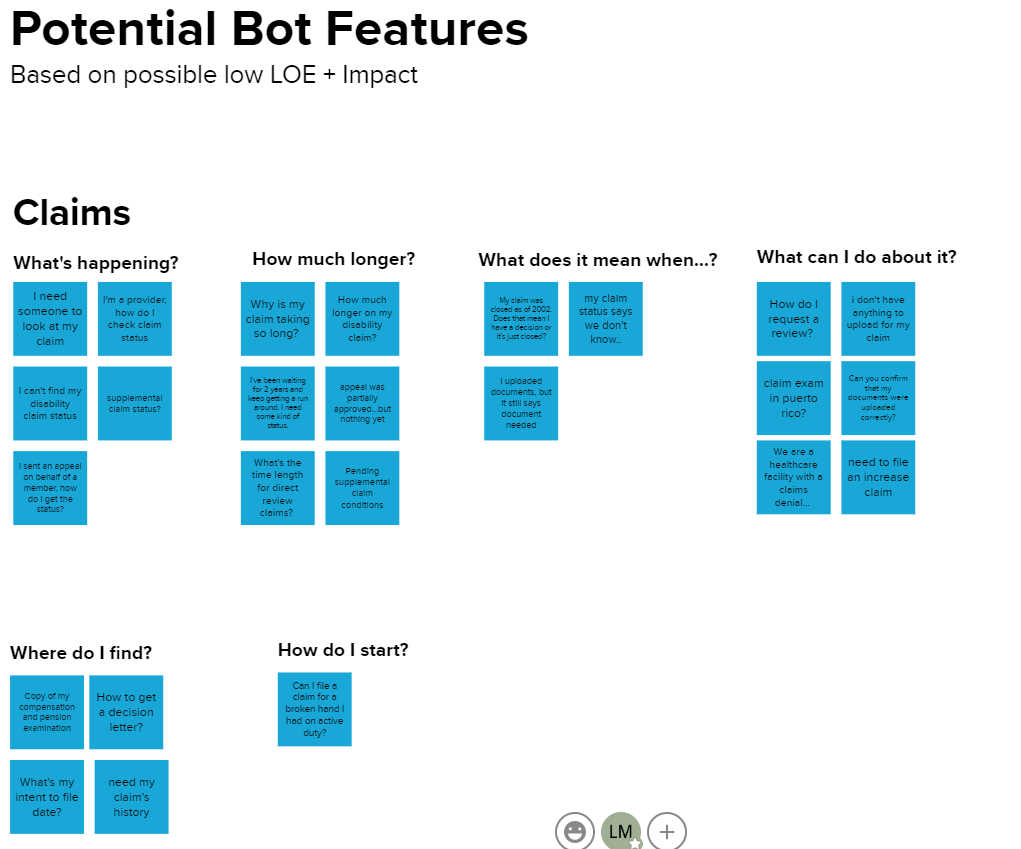 Potential Bot Features
Based on possible low LOE + Impact
Claims
What's happening?
I need
someone to
look at my
claim
I'm a provider,
how do I
check claim
status
I can't find my
disability
claim status
supplemental
claim status?
I sent an appeal
on behalf of a
member, how
do I get the
status?
How much longer?
Why is my
claim taking
so long?
How much
longer on my
disability
claim?
I've been waiting
for 2 years and
keep getting a run
around. I need
some kind of
status.
appeal was
partially
approved...but
nothing yet
What's the
time length
for direct
review
claims?
Pending
supplemental
claim
conditions
What does it mean when...?
My claim was
closed as of 2002.
Does that mean I
have a decision or
it's just closed?
my claim
status says
we don't
know..
I uploaded
documents, but
it still says
document
needed
What can I do about it?
How do I
request a
review?
i don't have
anything to
upload for my
claim
claim exam
in puerto
rico?
Can you confirm
that my
documents were
uploaded
correctly?
We are a
healthcare
facility with a
claims
denial...
need to file
an increase
claim
Where do I find?
Copy of my
compensation
and pension
examination
How to get
a decision
letter?
What's my
intent to file
date?
need my
claim's
history
How do I start?
Can I file a
claim for a
broken hand I
had on active
duty?
LM